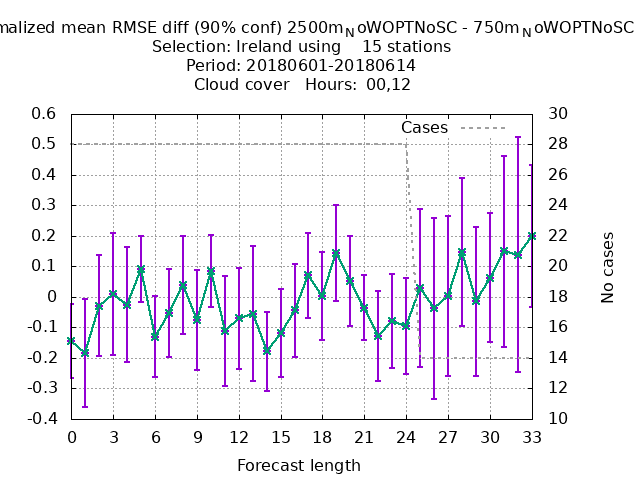 malized mean RMSE diff (90% conf) 2500mNoWOPTNoSC - 750mNoWOPTNoSC
Selection: Ireland using 15 stations
Period: 20180601-20180614
Cloud cover Hours: 00,12
Cases
0.6
0.5
0.4
0.3
0.2
0.1
0
-0.1
-0.2
-0.3
-0.4
30
28
26
24
22
20
18
16
14
12
10
No cases
0 3 6 9 12 15 18 21 24 27 30 33
Forecast length